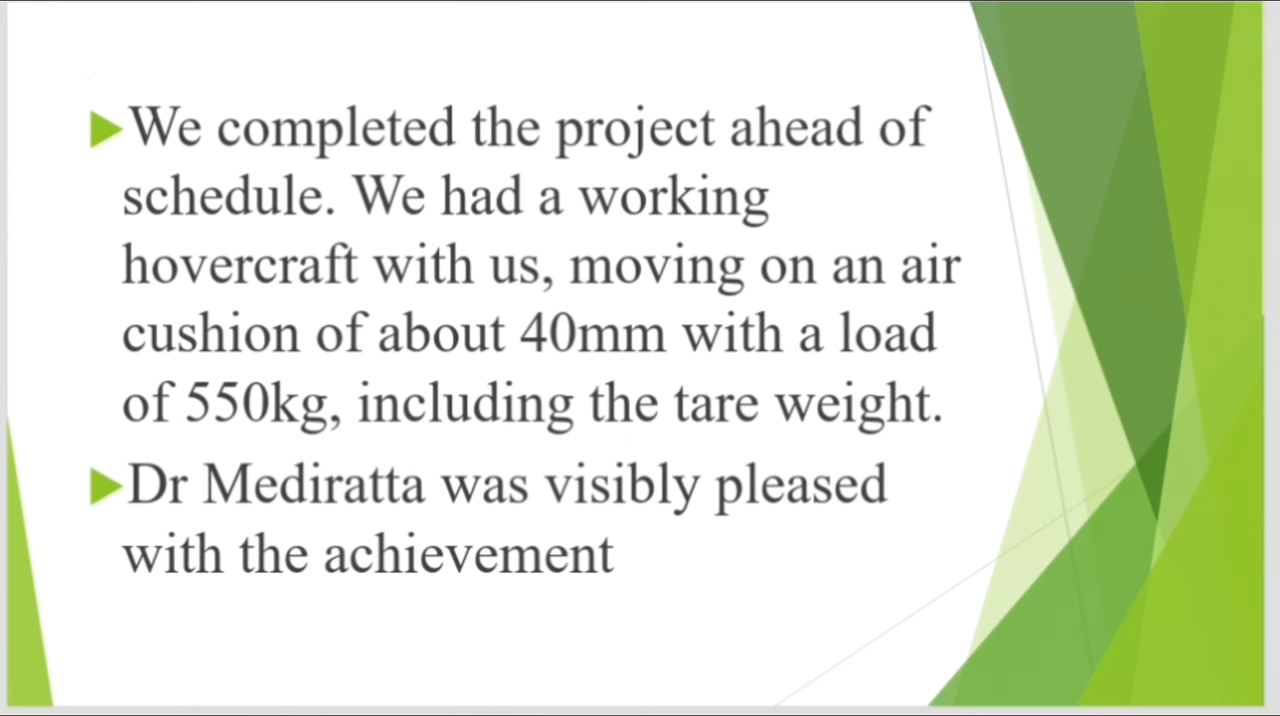 We completed the project ahead of
schedule. We had a working
hovercraft with us, moving on an air
cushion of about 40mm with a load
of 550kg, including the tare weight.
Dr Mediratta was visibly pleased
with the achievement